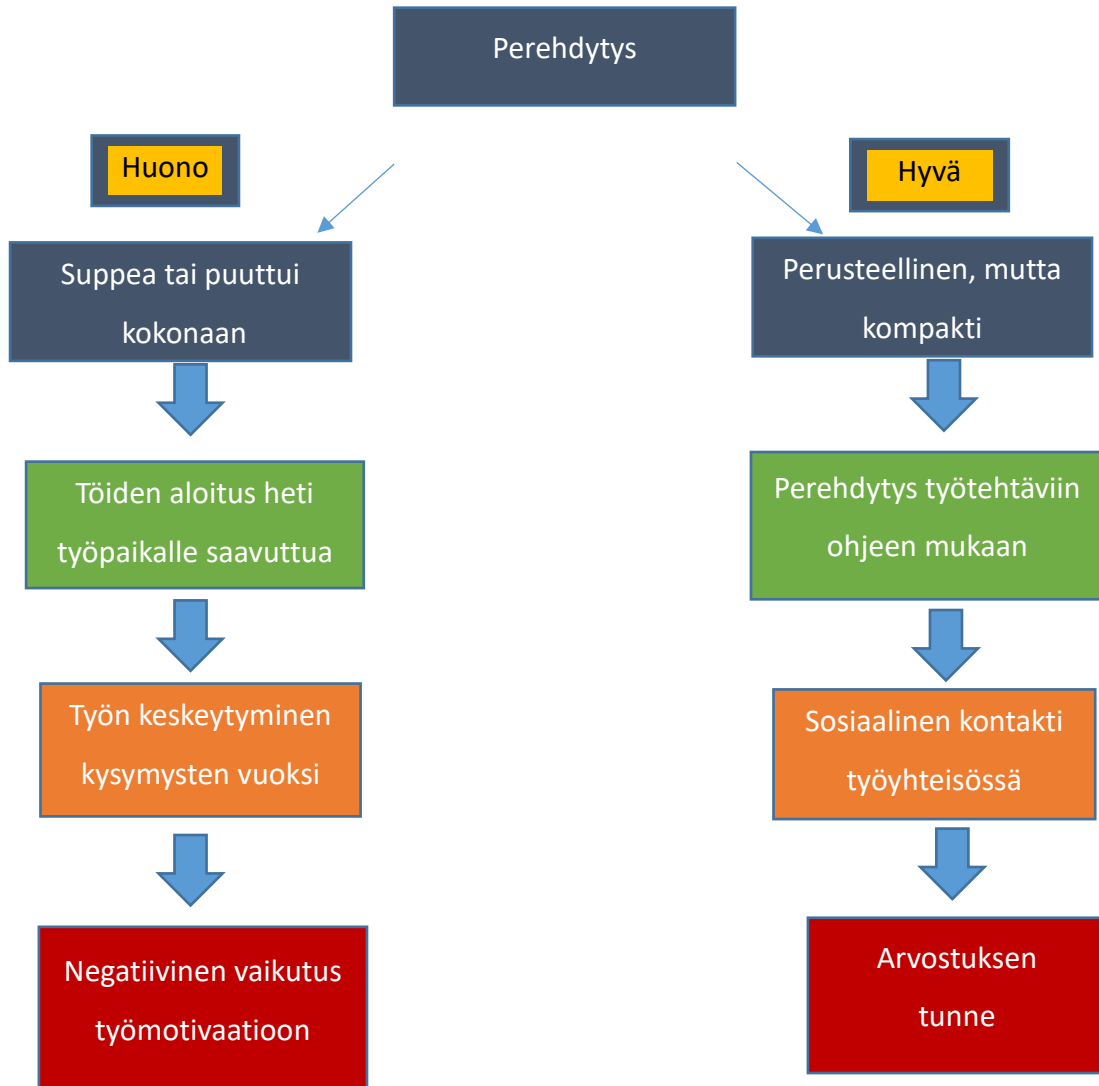 Perehdytys
Huono
Hyvä
Suppea tai puuttui
kokonaan
Perusteellinen, mutta
kompakti
Töiden aloitus heti
työpaikalle saavuttua
Perehdytys työtehtäviin
ohjeen mukaan
Työn keskeytyminen
kysymysten vuoksi
Sosiaalinen kontakti
työyhteisössä
Negatiivinen vaikutus
työmotivaatioon
Arvostuksen
tunne